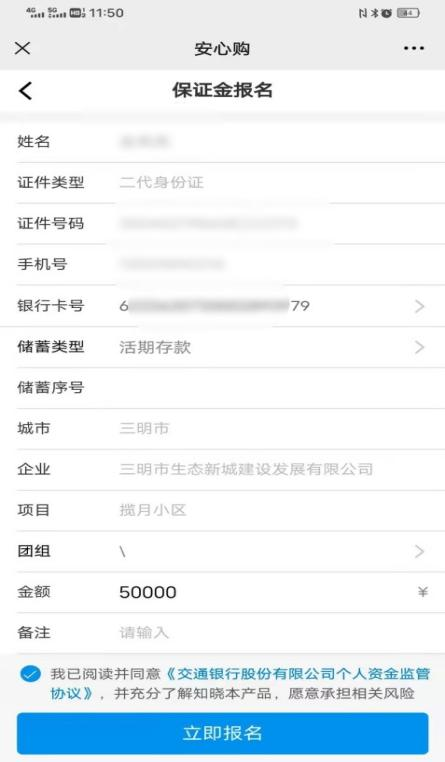 4G 5G HD 11:50
安心购
保证金报名
姓名
证件类型 二代身份证
证件号码
手机号
银行卡号 6 79
储蓄类型 活期存款
储蓄序号
城市 三明市
企业 三明市生态新城建设发展有限公司
项目 揽月小区
团组 \
金额 50000 ¥
备注 请输入
我已阅读并同意《交通银行股份有限公司个人资金监管
协议》，并充分了解知晓本产品，愿意承担相关风险
立即报名